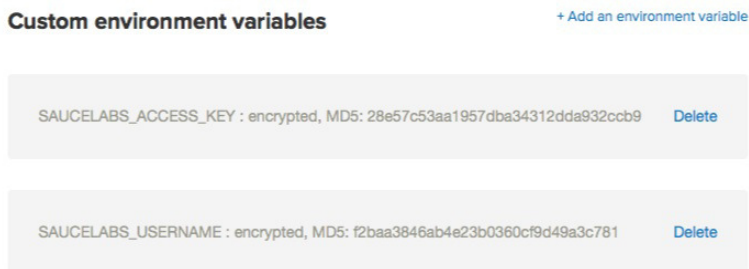 Custom environment variables
+ Add an environment variable
SAUCELABS_ACCESS_KEY : encrypted, MD5: 28e57c53aa1957dba34312dda932ccb9
Delete
SAUCELABS_USERNAME : encrypted, MD5: f2baa3846ab4e23b0360cf9d49a3c781
Delete